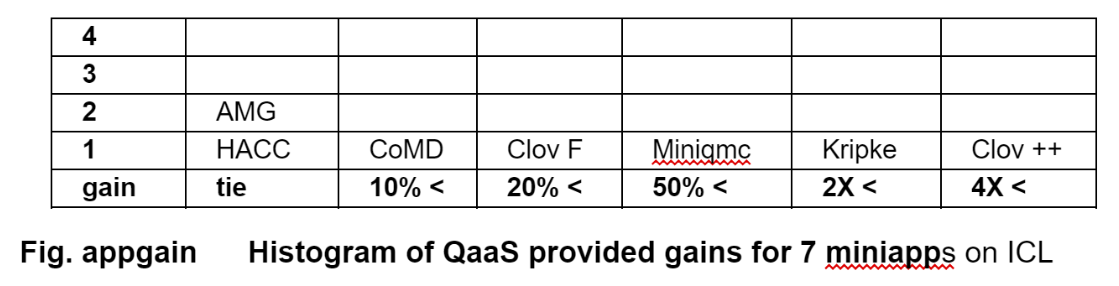 4
3
2 AMG
1 HACC CoMD Clov F Miniqmc Kripke Clov ++
gain tie 10% < 20% < 50% < 2X < 4X <
Fig. appgain Histogram of QaaS provided gains for 7 miniapps on ICL